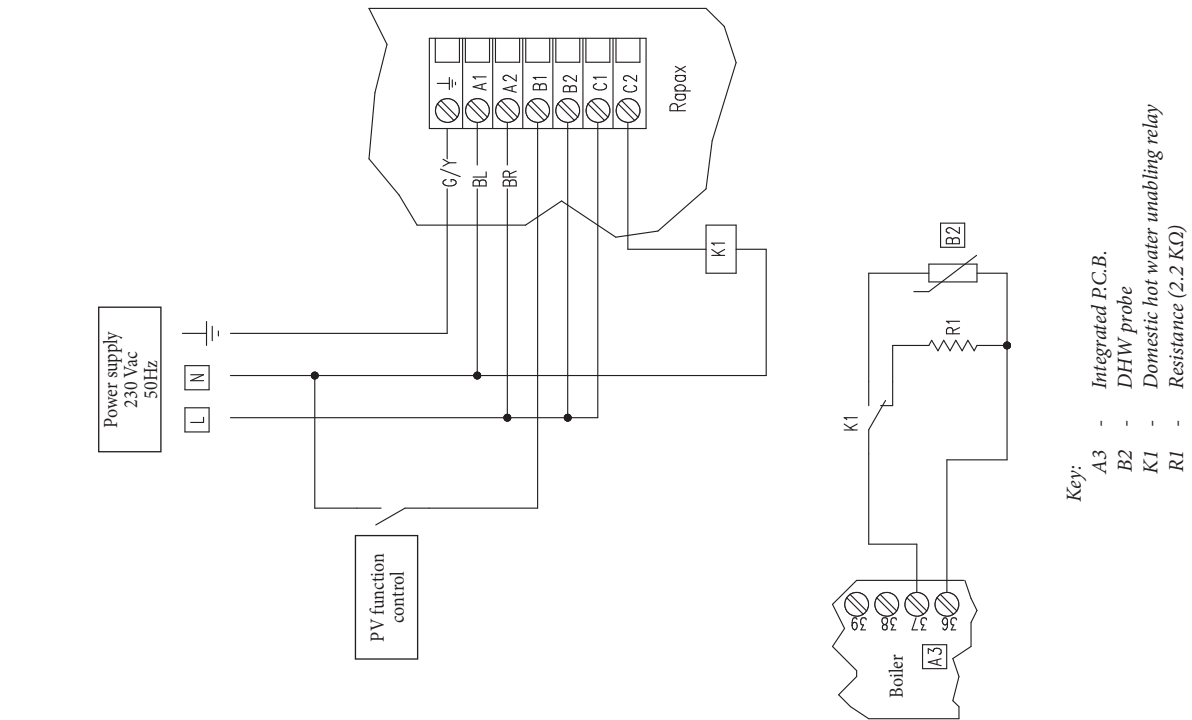 Power supply
230 Vac
50Hz
L
N
G/Y
BL
BR
A1
A2
B1
B2
C1
C2
Rapax
K1
PV function
control
K1
R1
B2
39
38
37
36
Boiler
A3
Key:
A3 - Integrated P.C.B.
B2 - DHW probe
K1 - Domestic hot water unabling relay
R1 - Resistance (2.2 KΩ)